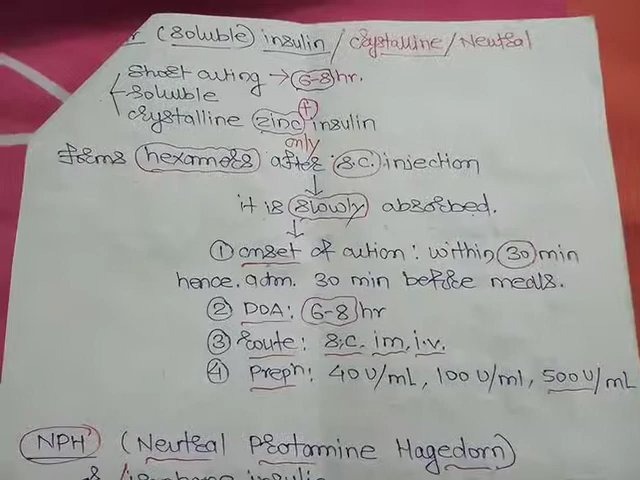 (Soluble) insulin / Crystalline / Neutral
Short acting → 6-8 hr.
Soluble
(+)
Crystalline zinc insulin
only
forms hexamers after s.c. injection
↓
it is slowly absorbed.
↓
① onset of action: within 30 min
hence. adm. 30 min before meals.
② DOA: 6-8 hr
③ Route: s.c. im. i.v.
④ Prepn: 40 U/mL, 100 U/ml, 500 U/mL
NPH (Neutral Protamine Hagedorn)
/ isophane insulin